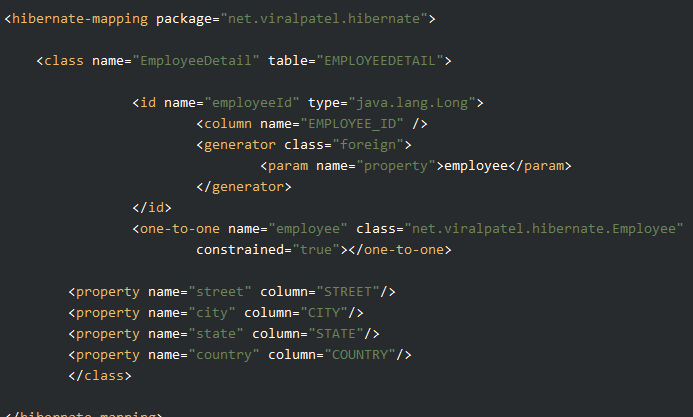 <hibernate-mapping package="net.viralpatel.hibernate">
<class name="EmployeeDetail" table="EMPLOYEEDETAIL">
<id name="employeeId" type="java.lang.Long">
<column name="EMPLOYEE_ID" />
<generator class="foreign">
<param name="property">employee</param>
</generator>
</id>
<one-to-one name="employee" class="net.viralpatel.hibernate.Employee"
constrained="true"></one-to-one>
<property name="street" column="STREET"/>
<property name="city" column="CITY"/>
<property name="state" column="STATE"/>
<property name="country" column="COUNTRY"/>
</class>
</hibernate-mapping>